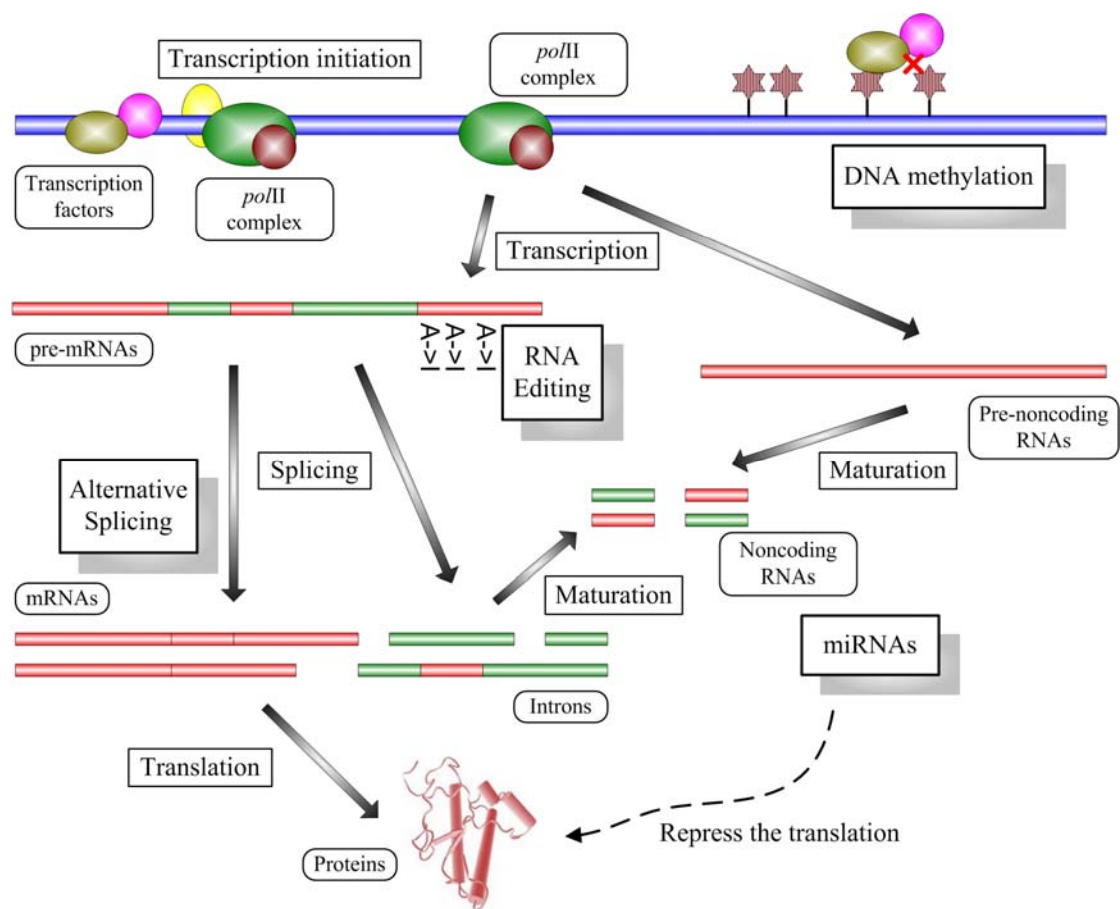 Transcription initiation
polII
complex
Transcription
factors
polII
complex
DNA methylation
Transcription
pre-mRNAs
A->I
A->I
A->I
RNA
Editing
Pre-noncoding
RNAs
Alternative
Splicing
Splicing
Maturation
Noncoding
RNAs
mRNAs
Maturation
miRNAs
Introns
Translation
Repress the translation
Proteins